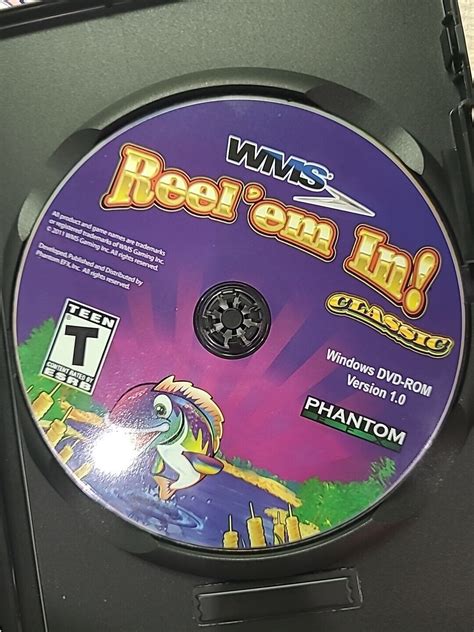 WMS
Reel 'em In!
CLASSIC
All product and game names are trademarks
or registered trademarks of WMS Gaming Inc.
© 2011 WMS Gaming Inc. All rights reserved.
Developed, Published and Distributed by
Phantom EFX, Inc. All rights reserved.
TEEN
T
CONTENT RATED BY
ESRB
Windows DVD-ROM
Version 1.0
PHANTOM
EFX